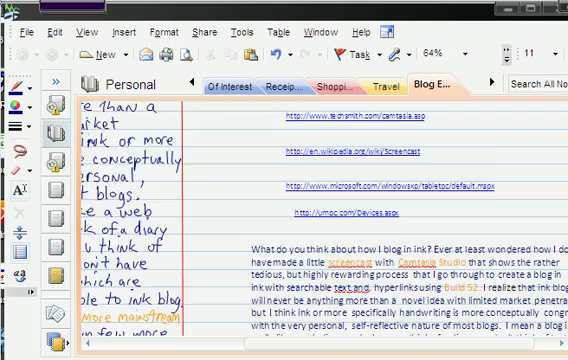 File Edit View Insert Format Share Tools Table Window Help
New Task 64% 11
Personal Of Interest Receip... Shoppi... Travel Blog E... Search All No
re than a
arket
ink or more
e conceptually
ersonal,
t blogs.
ke a web
k of a diary
u think of
on't have
which are
ble to ink blog.
more mainstream
n few more
http://www.techsmith.com/camtasia.asp
http://en.wikipedia.org/wiki/Screencast
http://www.microsoft.com/windowsxp/tabletpc/default.mspx
http://umpc.com/Devices.aspx
What do you think about how I blog in ink? Ever at least wondered how I do
have made a little screencast with Camtasia Studio that shows the rather
tedious, but highly rewarding process that I go through to create a blog in
ink with searchable text and, hyperlinks using Build 52. I realize that ink blog
will never be anything more than a novel idea with limited market penetra
but I think ink or more specifically handwriting is more conceptually congr
with the very personal, self-reflective nature of most blogs. I mean a blog i